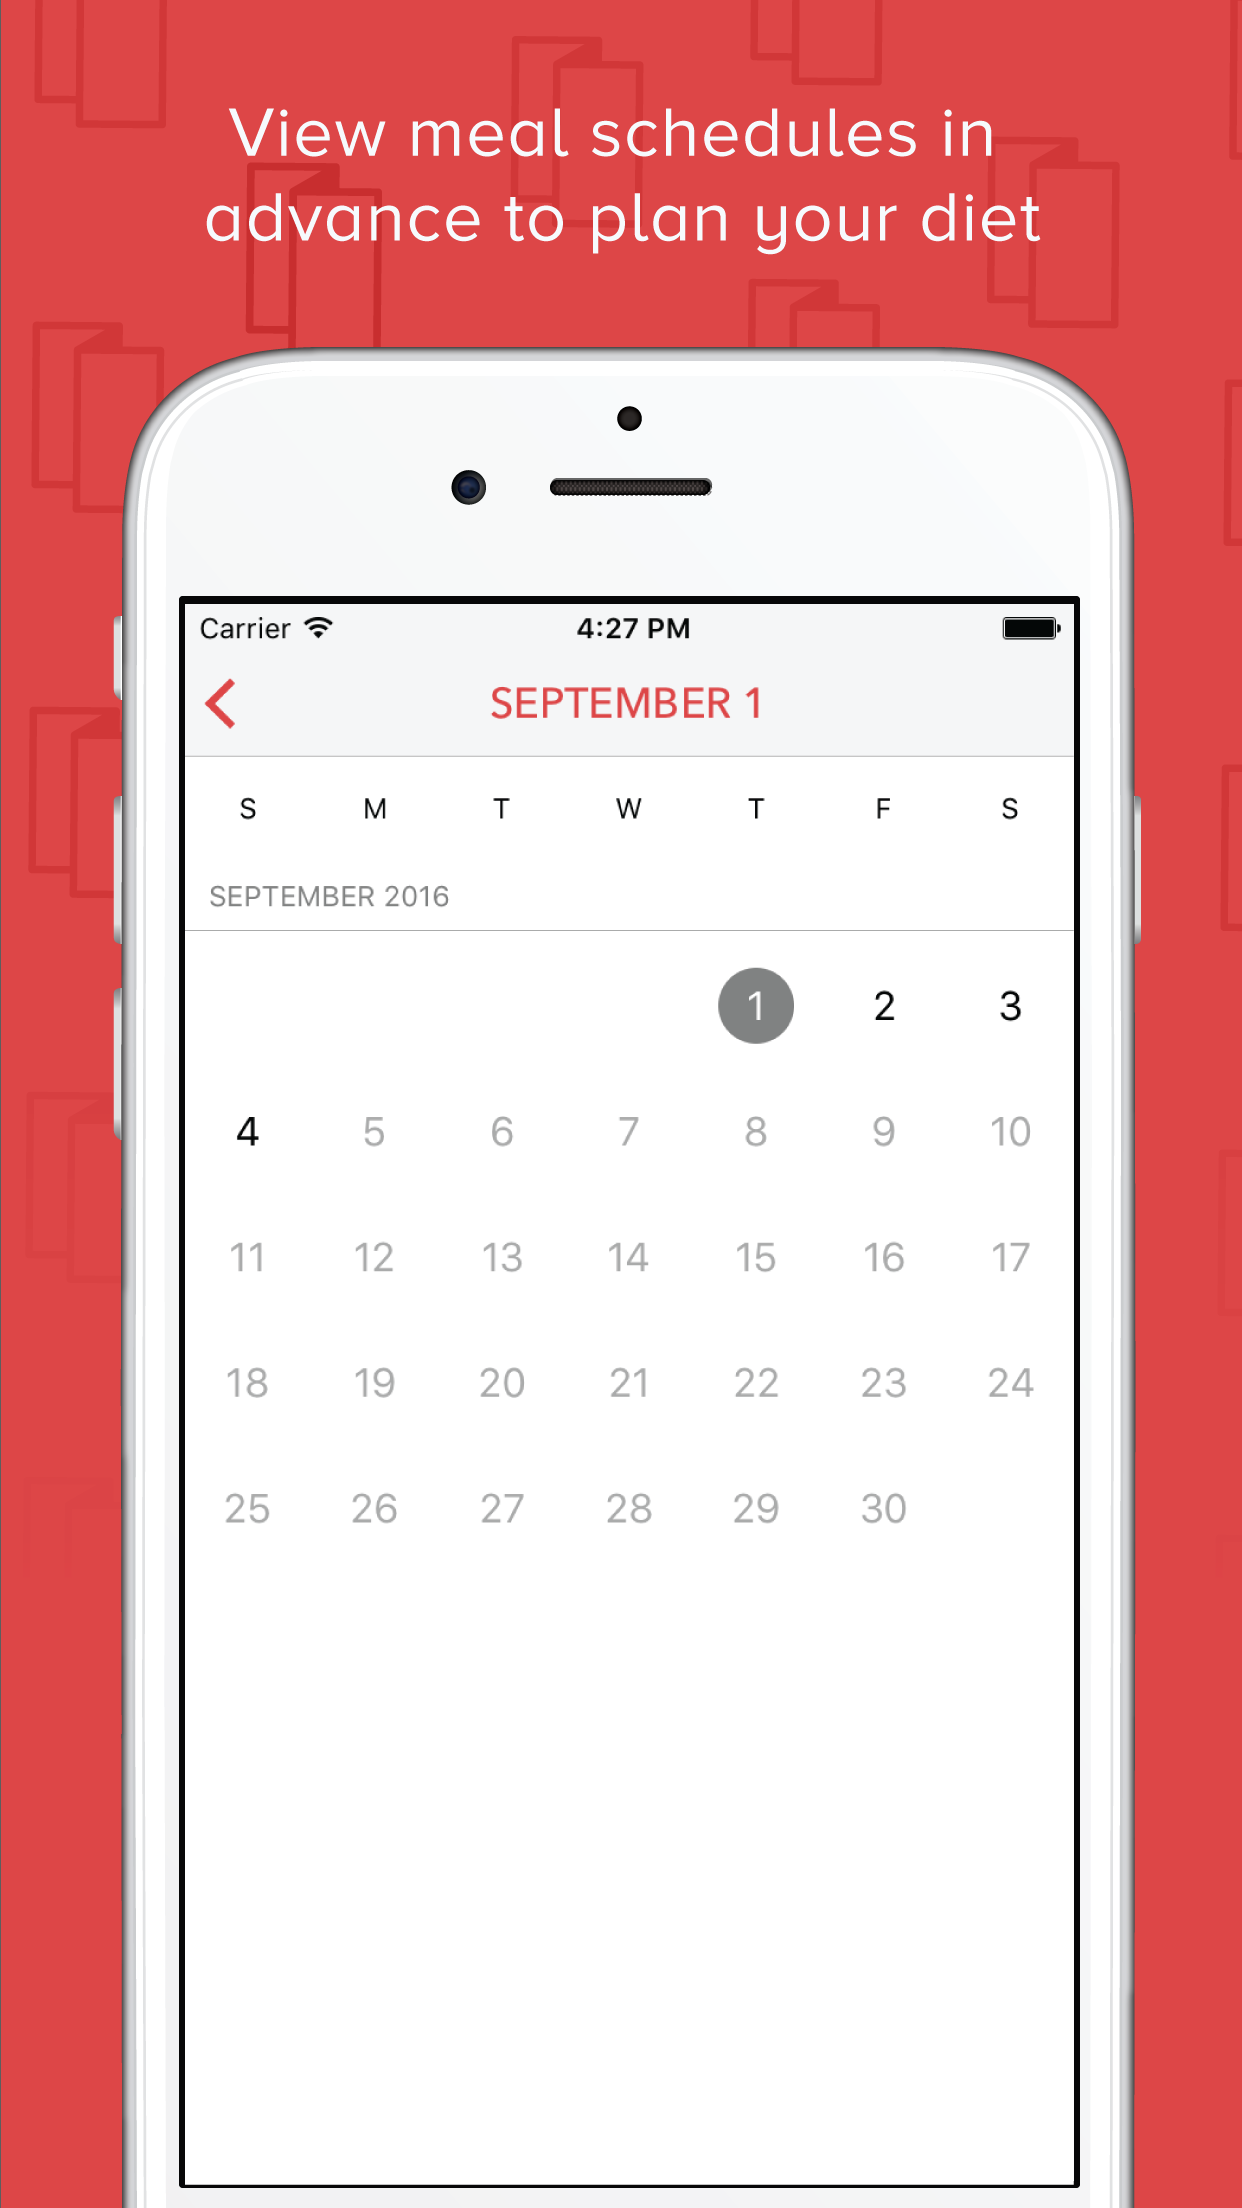 View meal schedules in
advance to plan your diet
Carrier 4:27 PM
SEPTEMBER 1
S M T W T F S
SEPTEMBER 2016
1 2 3
4 5 6 7 8 9 10
11 12 13 14 15 16 17
18 19 20 21 22 23 24
25 26 27 28 29 30